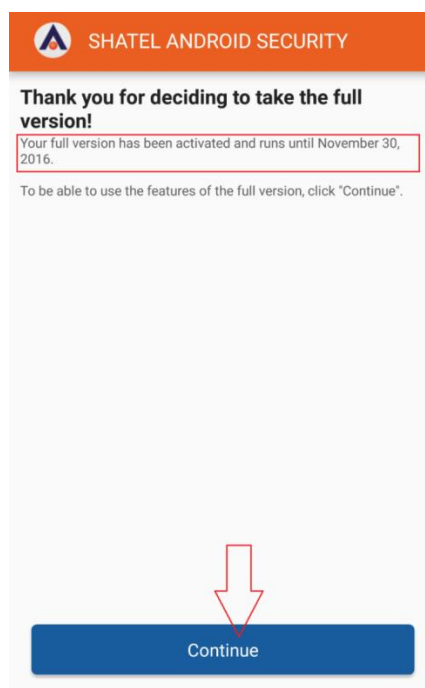 SHATEL ANDROID SECURITY
Thank you for deciding to take the full
version!
Your full version has been activated and runs until November 30,
2016.
To be able to use the features of the full version, click "Continue".
Continue